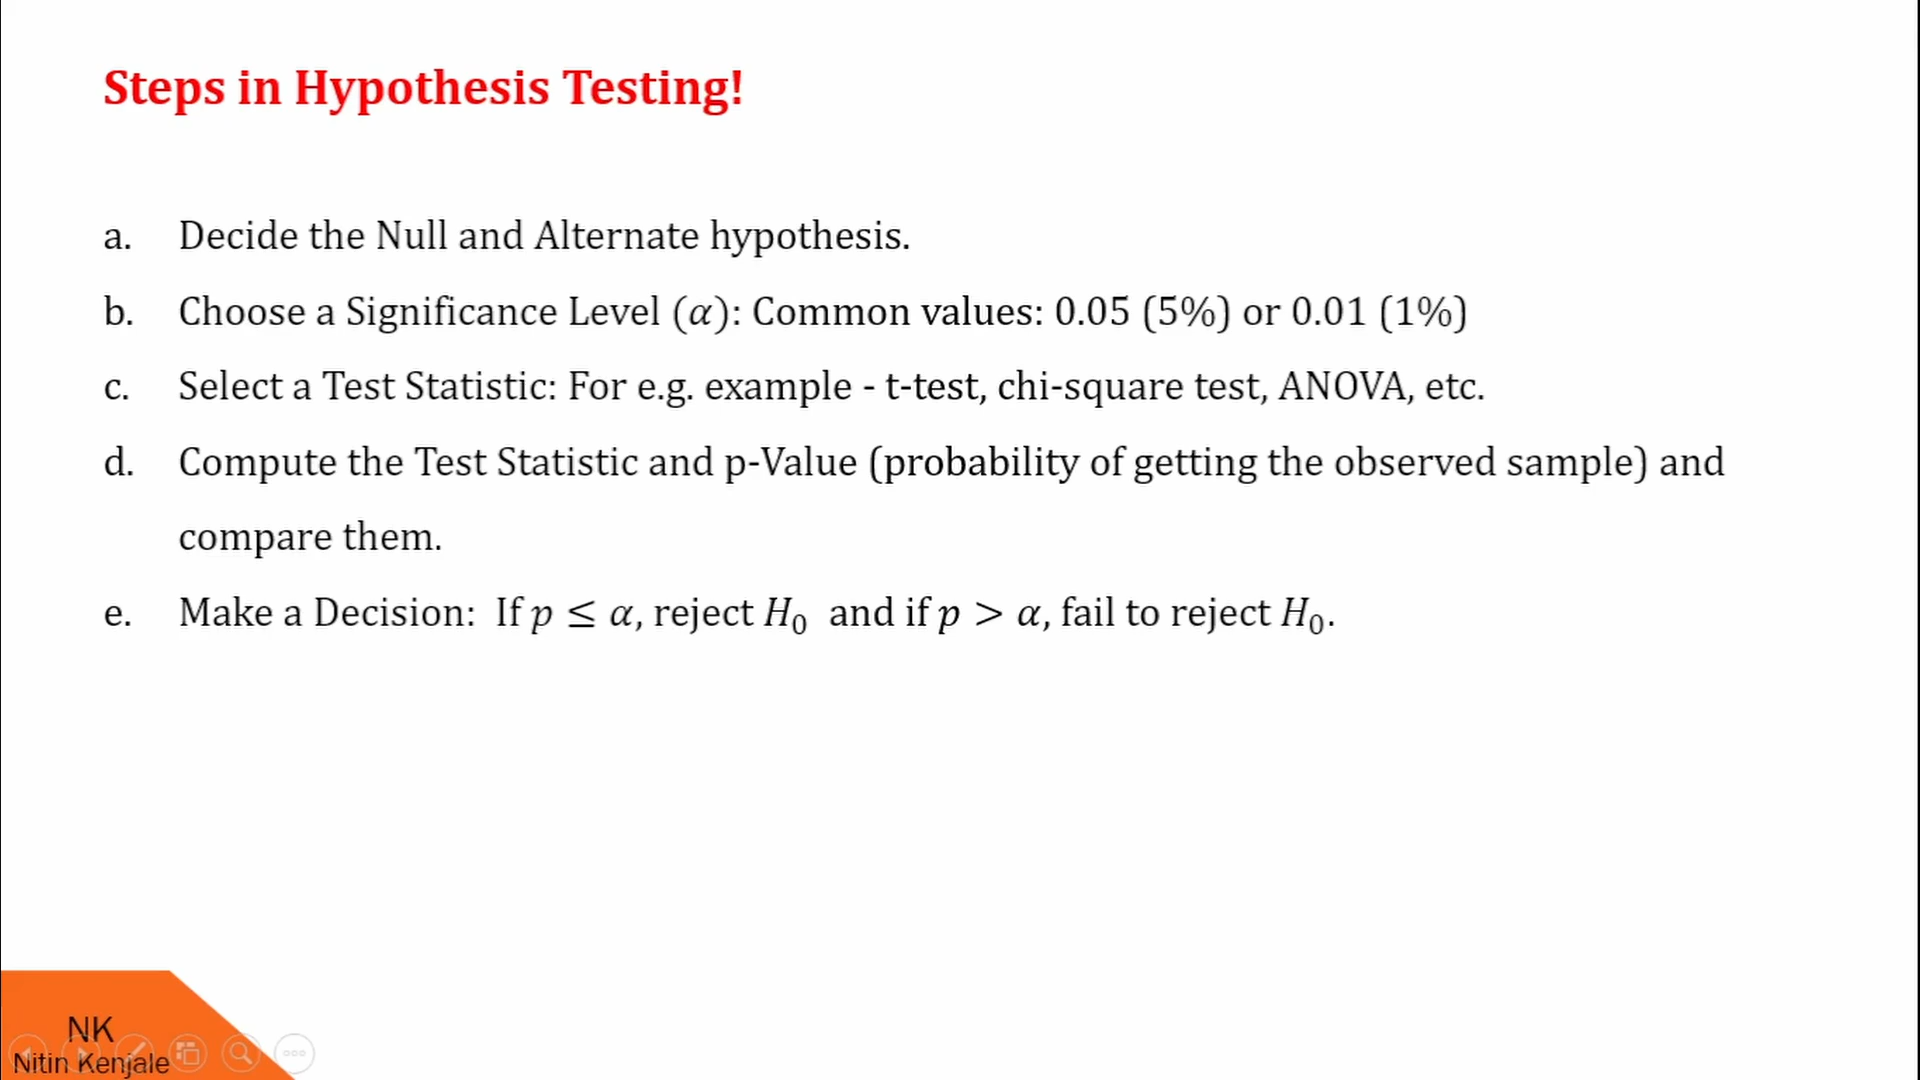 Steps in Hypothesis Testing!
a. Decide the Null and Alternate hypothesis.
b. Choose a Significance Level (α): Common values: 0.05 (5%) or 0.01 (1%)
c. Select a Test Statistic: For e.g. example - t-test, chi-square test, ANOVA, etc.
d. Compute the Test Statistic and p-Value (probability of getting the observed sample) and
compare them.
e. Make a Decision: If p ≤ α, reject H₀ and if p > α, fail to reject H₀.
NK
Nitin Kenjale